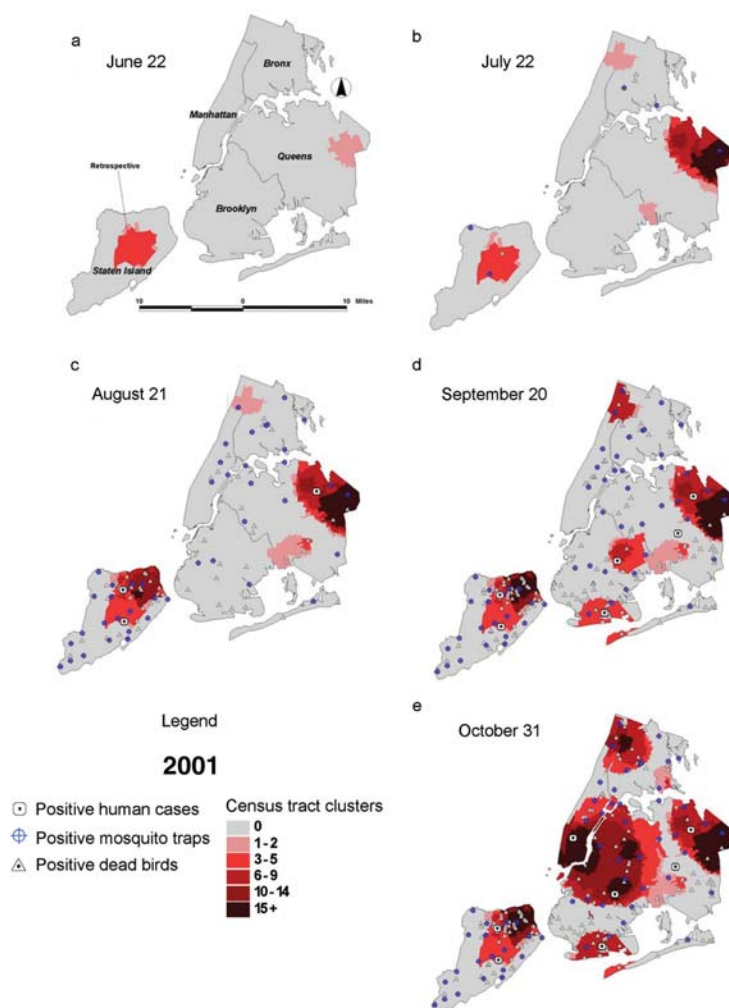 a
June 22
Bronx
Manhattan
Queens
Retrospective
Brooklyn
Staten Island
10 0 10 Miles
b
July 22
c
August 21
d
September 20
e
October 31
Legend
2001
Positive human cases
Positive mosquito traps
Positive dead birds
Census tract clusters
0
1-2
3-5
6-9
10-14
15+